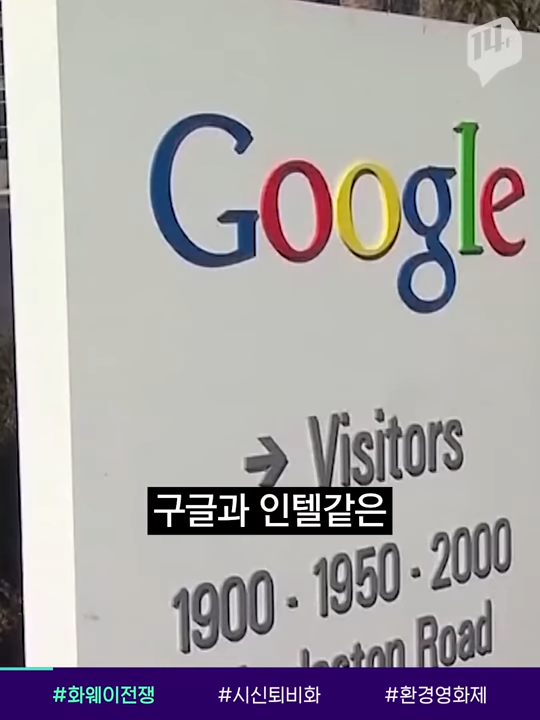 14F
Google
→ Visitors
구글과 인텔같은
1900 - 1950 - 2000
Road
#화웨이전쟁 #시신퇴비화 #환경영화제